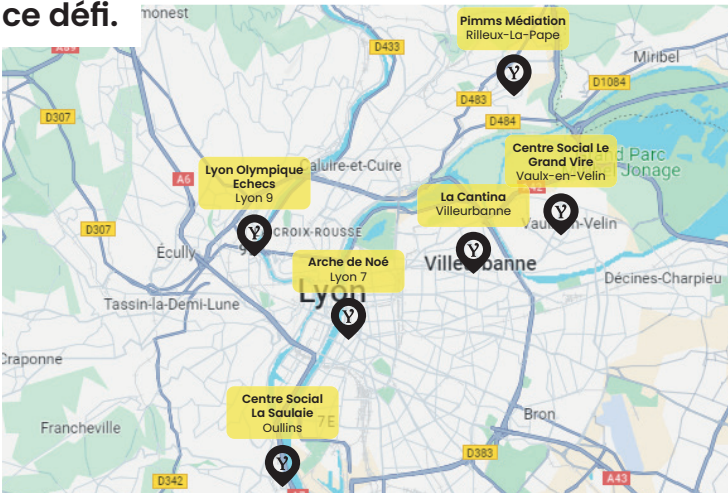 ce défi.
monest
Pimms Médiation
Rilleux-La-Pape
D433
Miribel
D1084
D483
D307
D484
Centre Social Le
Grand Vire
Vaulx-en-Velin
Caluire-et-Cuire
Lyon Olympique
Echecs
Lyon 9
A6
La Cantina
Villeurbanne
D307
CROIX-ROUSSE
Écully
Arche de Noé
Lyon 7
Villeurbanne
Lyon
Décines-Charpieu
Tassin-la-Demi-Lune
Craponne
Centre Social
La Saulaie
Oullins
7E
Bron
Francheville
D383
D342
A43